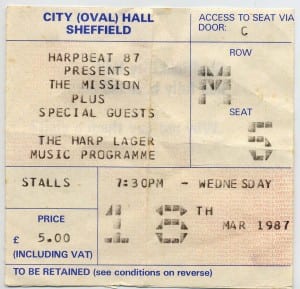 CITY (OVAL) HALL
SHEFFIELD
ACCESS TO SEAT VIA
DOOR: C
HARPBEAT 87
PRESENTS
THE MISSION
PLUS
SPECIAL GUESTS
THE HARP LAGER
MUSIC PROGRAMME
ROW
M
SEAT
5
STALLS
7:30PM - WEDNESDAY
PRICE
£ 5.00
(INCLUDING VAT)
18 TH
MAR 1987
TO BE RETAINED (see conditions on reverse)